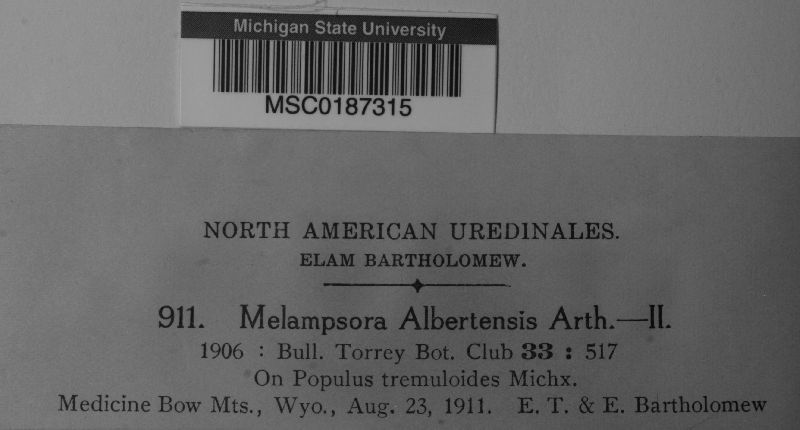 Michigan State University
MSC0187315
NORTH AMERICAN UREDINALES.
ELAM BARTHOLOMEW.
911. Melampsora Albertensis Arth.—II.
1906 : Bull. Torrey Bot. Club 33 : 517
On Populus tremuloides Michx.
Medicine Bow Mts., Wyo., Aug. 23, 1911. E. T. & E. Bartholomew